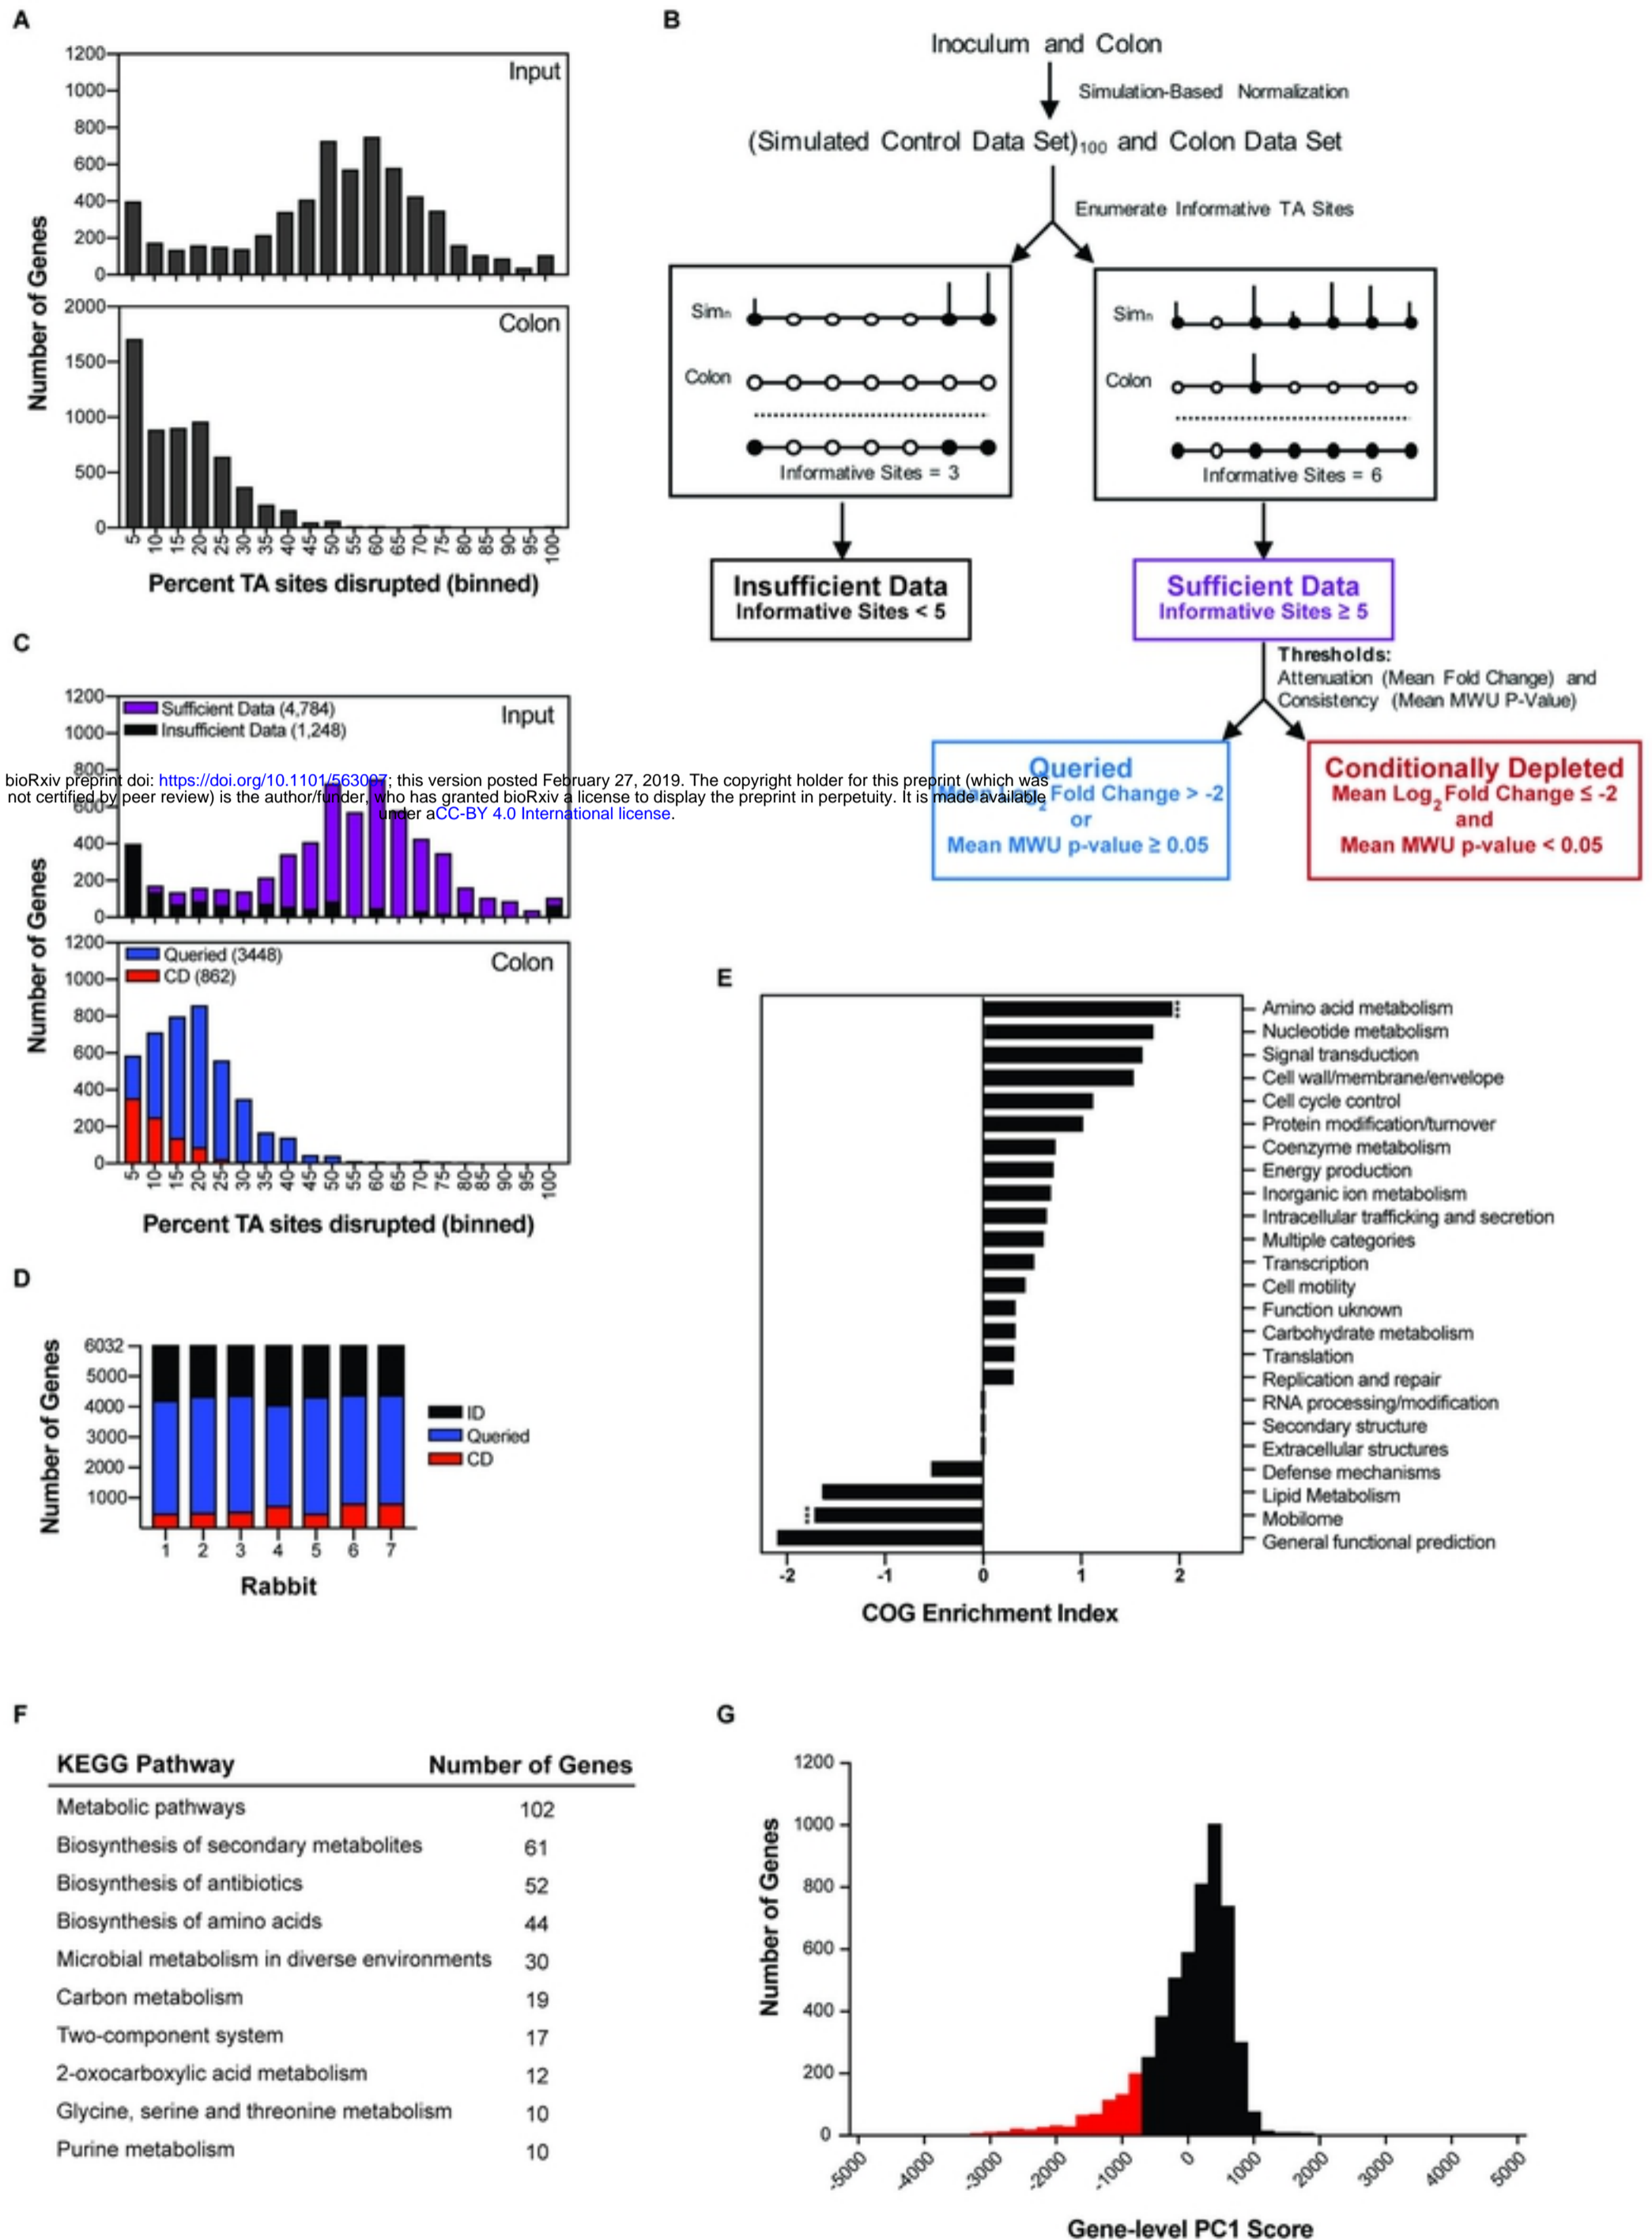 A
1200
1000
800
600
400
200
0
Input
2000
1500
1000
500
0
Colon
Number of Genes
5 10 15 20 25 30 35 40 45 50 55 60 65 70 75 80 85 90 95 100
Percent TA sites disrupted (binned)
B
Inoculum and Colon
Simulation-Based Normalization
(Simulated Control Data Set)100 and Colon Data Set
Enumerate Informative TA Sites
Simn
Colon
Informative Sites = 3
Simn
Colon
Informative Sites = 6
Insufficient Data
Informative Sites < 5
Sufficient Data
Informative Sites ≥ 5
Thresholds:
Attenuation (Mean Fold Change) and
Consistency (Mean MWU P-Value)
Queried
Mean Log2 Fold Change > -2
or
Mean MWU p-value ≥ 0.05
Conditionally Depleted
Mean Log2 Fold Change ≤ -2
and
Mean MWU p-value < 0.05
bioRxiv preprint doi: https://doi.org/10.1101/563007; this version posted February 27, 2019. The copyright holder for this preprint (which was
not certified by peer review) is the author/funder, who has granted bioRxiv a license to display the preprint in perpetuity. It is made available
under aCC-BY 4.0 International license.
C
1200
1000
800
600
400
200
0
Sufficient Data (4,784)
Insufficient Data (1,248)
Input
1200
1000
800
600
400
200
0
Queried (3448)
CD (862)
Colon
Number of Genes
Number of Genes
5 10 15 20 25 30 35 40 45 50 55 60 65 70 75 80 85 90 95 100
Percent TA sites disrupted (binned)
D
6032
5000
4000
3000
2000
1000
Number of Genes
1 2 3 4 5 6 7
Rabbit
ID
Queried
CD
E
Amino acid metabolism
Nucleotide metabolism
Signal transduction
Cell wall/membrane/envelope
Cell cycle control
Protein modification/turnover
Coenzyme metabolism
Energy production
Inorganic ion metabolism
Intracellular trafficking and secretion
Multiple categories
Transcription
Cell motility
Function uknown
Carbohydrate metabolism
Translation
Replication and repair
RNA processing/modification
Secondary structure
Extracellular structures
Defense mechanisms
Lipid Metabolism
Mobilome
General functional prediction
-2 -1 0 1 2
COG Enrichment Index
F
KEGG Pathway Number of Genes
Metabolic pathways 102
Biosynthesis of secondary metabolites 61
Biosynthesis of antibiotics 52
Biosynthesis of amino acids 44
Microbial metabolism in diverse environments 30
Carbon metabolism 19
Two-component system 17
2-oxocarboxylic acid metabolism 12
Glycine, serine and threonine metabolism 10
Purine metabolism 10
G
1200
1000
800
600
400
200
0
Number of Genes
-5000 -4000 -3000 -2000 -1000 0 1000 2000 3000 4000 5000
Gene-level PC1 Score